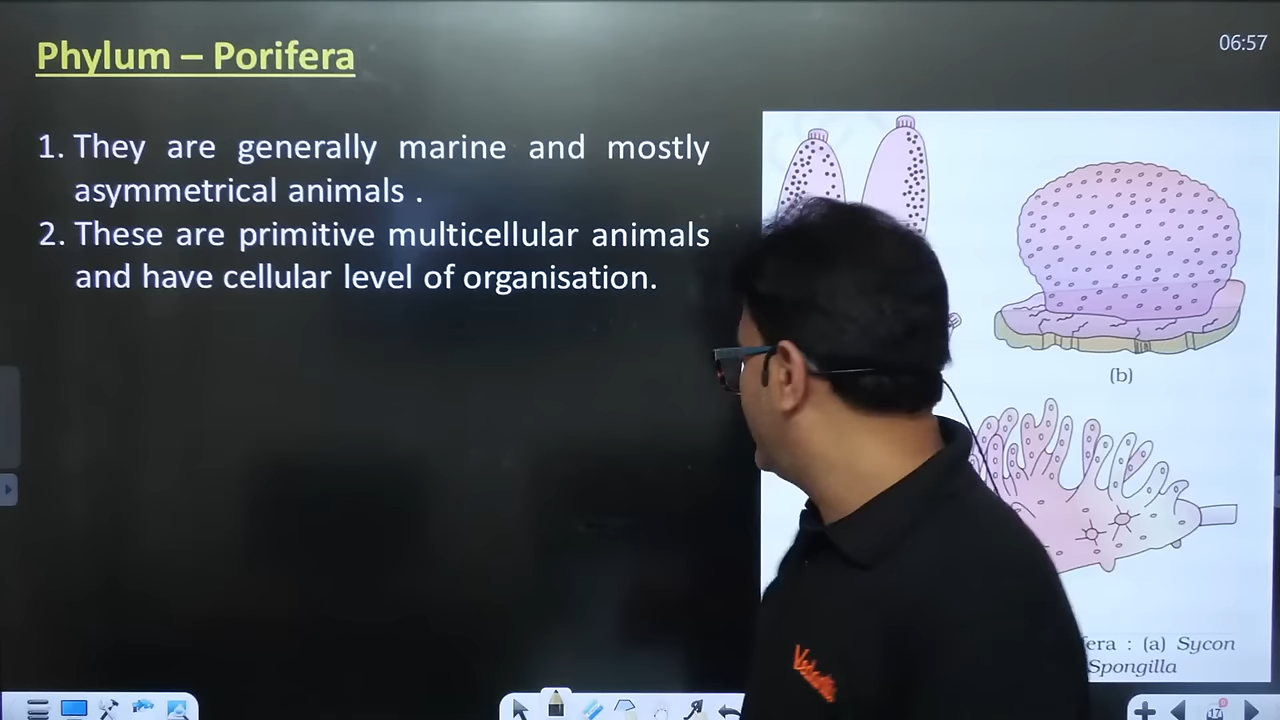 Phylum – Porifera
06:57
1. They are generally marine and mostly
asymmetrical animals .
2. These are primitive multicellular animals
and have cellular level of organisation.
(b)
era : (a) Sycon
Spongilla